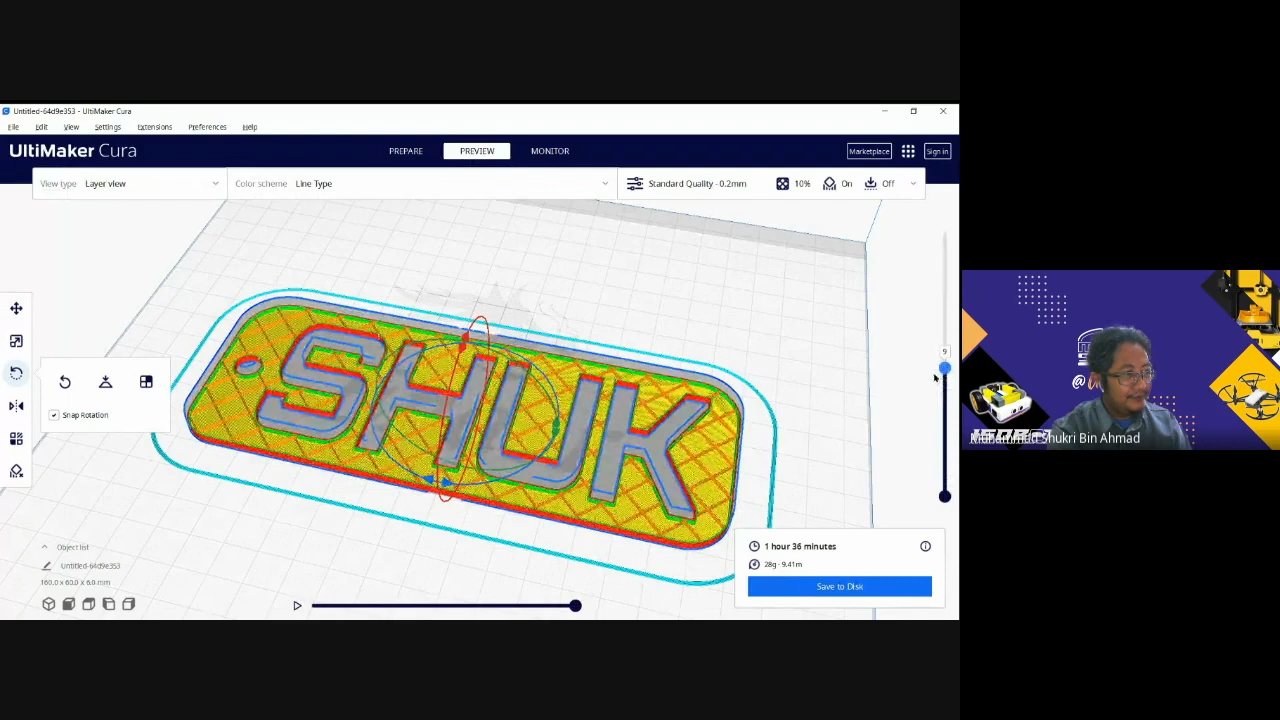 Untitled-64d9e353 - UltiMaker Cura
File Edit View Settings Extensions Preferences Help
UltiMaker Cura
PREPARE PREVIEW MONITOR
Marketplace
Sign in
View type Layer view
Color scheme Line Type
Standard Quality - 0.2mm 10% On Off
9
SHUK
Snap Rotation
Object list
Untitled-64d9e353
160.0 x 60.0 x 6.0 mm
1 hour 36 minutes
28g · 9.41m
Save to Disk
@
Muhammad Shukri Bin Ahmad